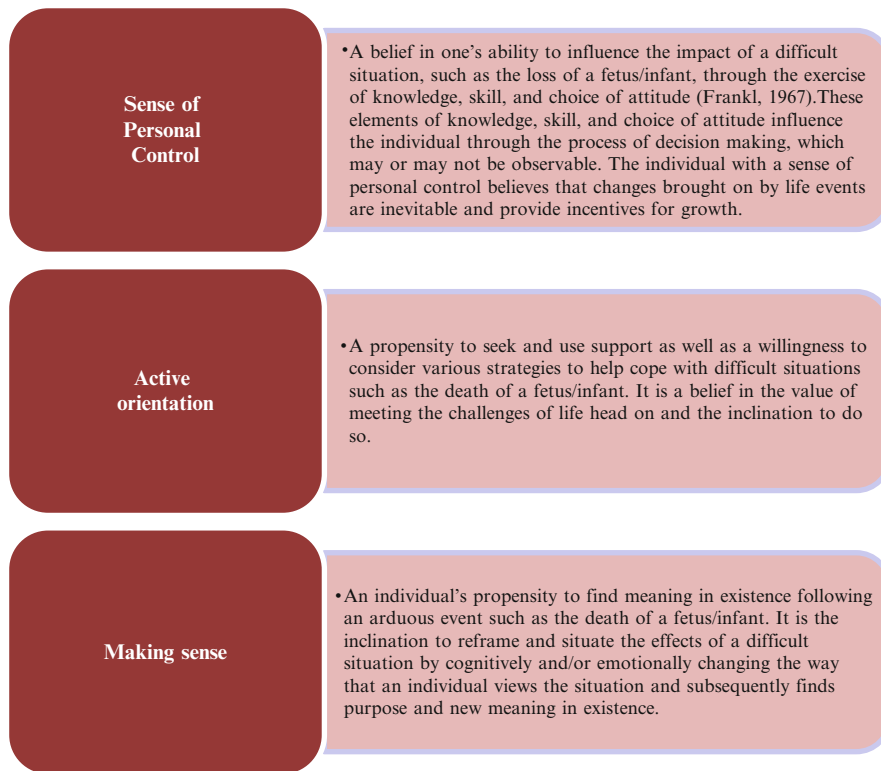 Sense of
Personal
Control
•A belief in one’s ability to influence the impact of a difficult
situation, such as the loss of a fetus/infant, through the exercise
of knowledge, skill, and choice of attitude (Frankl, 1967).These
elements of knowledge, skill, and choice of attitude influence
the individual through the process of decision making, which
may or may not be observable. The individual with a sense of
personal control believes that changes brought on by life events
are inevitable and provide incentives for growth.
Active
orientation
•A propensity to seek and use support as well as a willingness to
consider various strategies to help cope with difficult situations
such as the death of a fetus/infant. It is a belief in the value of
meeting the challenges of life head on and the inclination to do
so.
Making sense
•An individual’s propensity to find meaning in existence following
an arduous event such as the death of a fetus/infant. It is the
inclination to reframe and situate the effects of a difficult
situation by cognitively and/or emotionally changing the way
that an individual views the situation and subsequently finds
purpose and new meaning in existence.